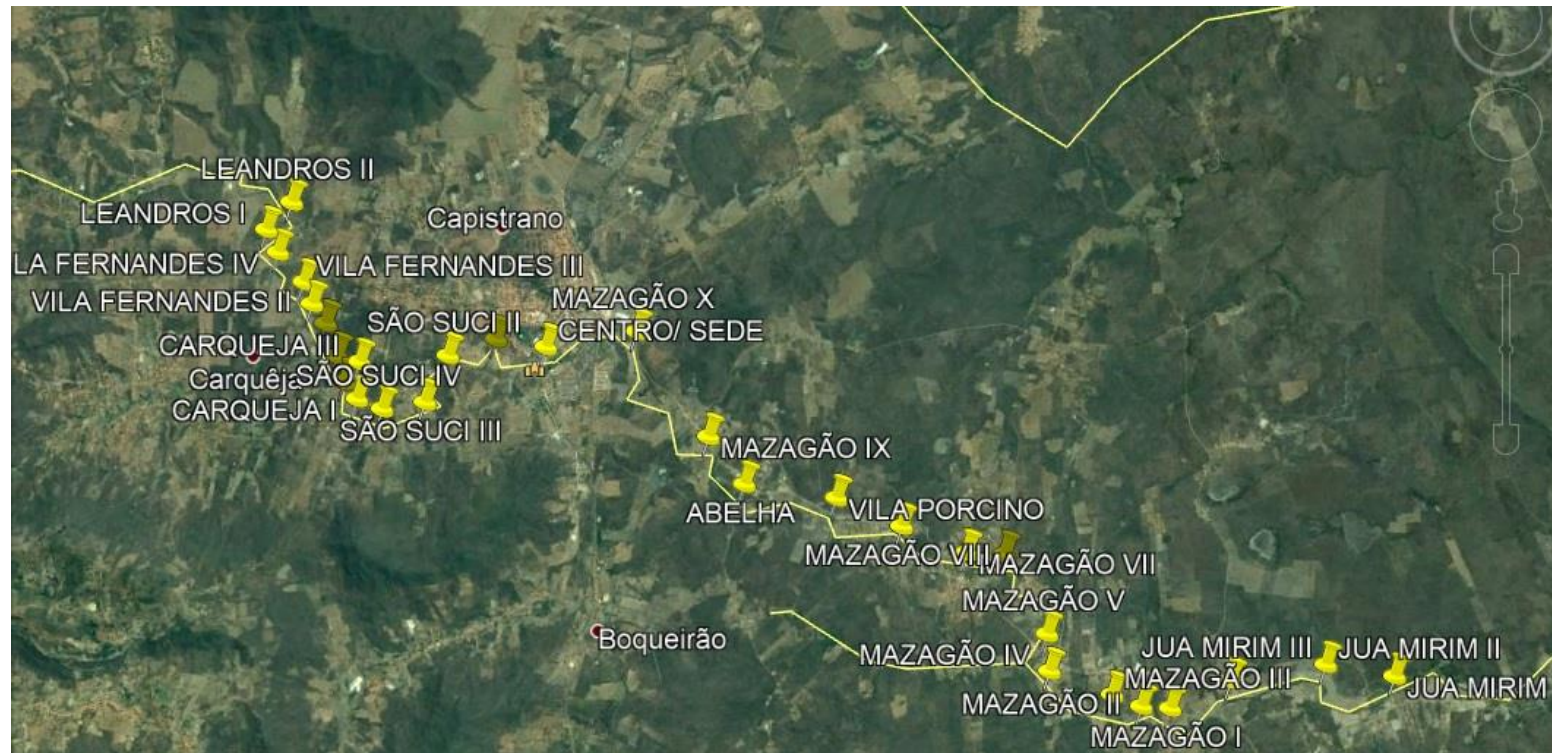 LEANDROS II
LEANDROS I
Capistrano
LA FERNANDES IV
VILA FERNANDES III
VILA FERNANDES II
MAZAGÃO X
SÃO SUCI II
CENTRO/ SEDE
CARQUEJA III
Carquêja
SÃO SUCI IV
CARQUEJA I
SÃO SUCI III
MAZAGÃO IX
ABELHA
VILA PORCINO
MAZAGÃO VIII
MAZAGÃO VII
MAZAGÃO V
Boqueirão
MAZAGÃO IV
JUA MIRIM III
JUA MIRIM II
MAZAGÃO III
JUA MIRIM
MAZAGÃO II
MAZAGÃO I